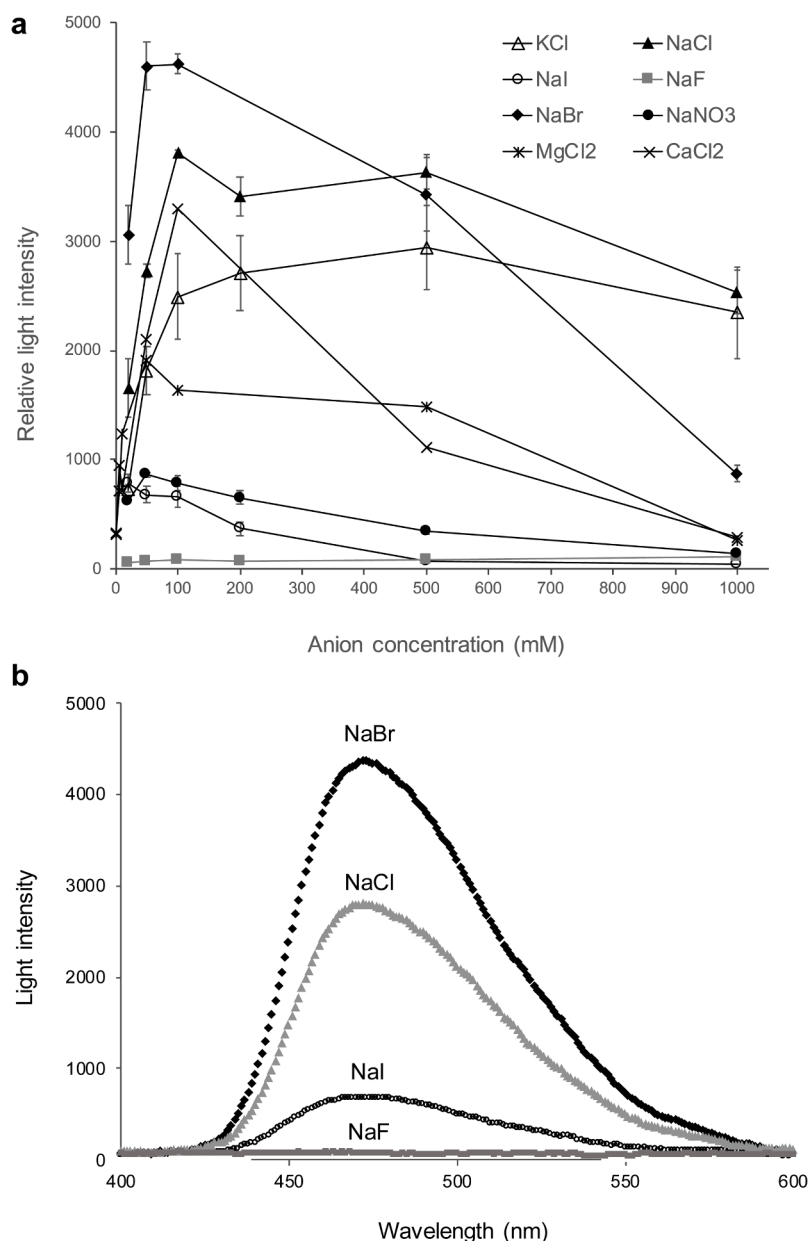 a
5000
4000
3000
2000
1000
0
Relative light intensity
KCl NaCl
NaI NaF
NaBr NaNO3
MgCl2 CaCl2
0 100 200 300 400 500 600 700 800 900 1000
Anion concentration (mM)
b
5000
4000
3000
2000
1000
0
Light intensity
NaBr
NaCl
NaI
NaF
400 450 500 550 600
Wavelength (nm)